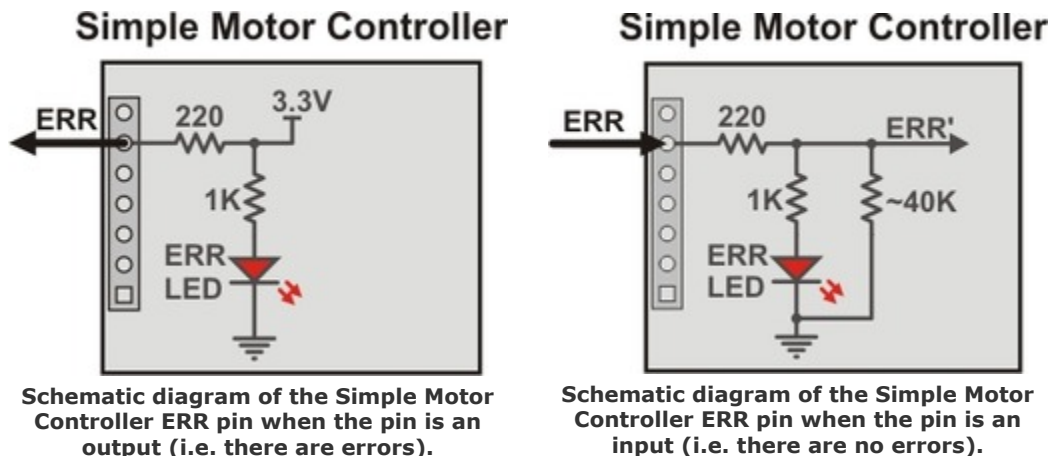 Simple Motor Controller
ERR
220
3.3V
1K
ERR
LED
Schematic diagram of the Simple Motor
Controller ERR pin when the pin is an
output (i.e. there are errors).
Simple Motor Controller
ERR
220
ERR'
1K
~40K
ERR
LED
Schematic diagram of the Simple Motor
Controller ERR pin when the pin is an
input (i.e. there are no errors).